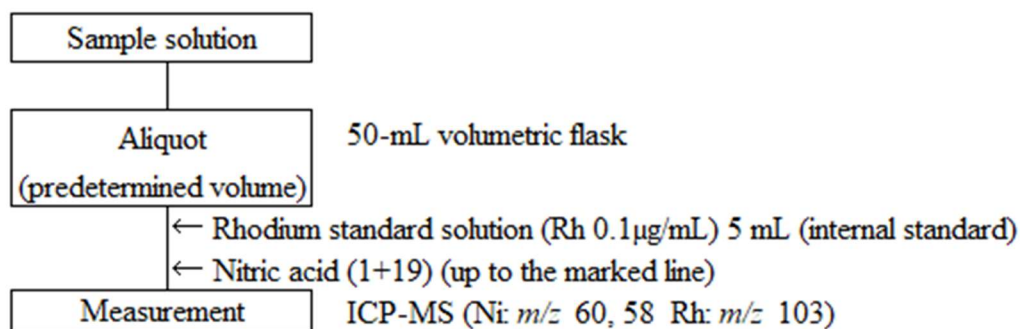 Sample solution
Aliquot
(predetermined volume)
50-mL volumetric flask
← Rhodium standard solution (Rh 0.1µg/mL) 5 mL (internal standard)
← Nitric acid (1+19) (up to the marked line)
Measurement
ICP-MS (Ni: m/z 60, 58 Rh: m/z 103)